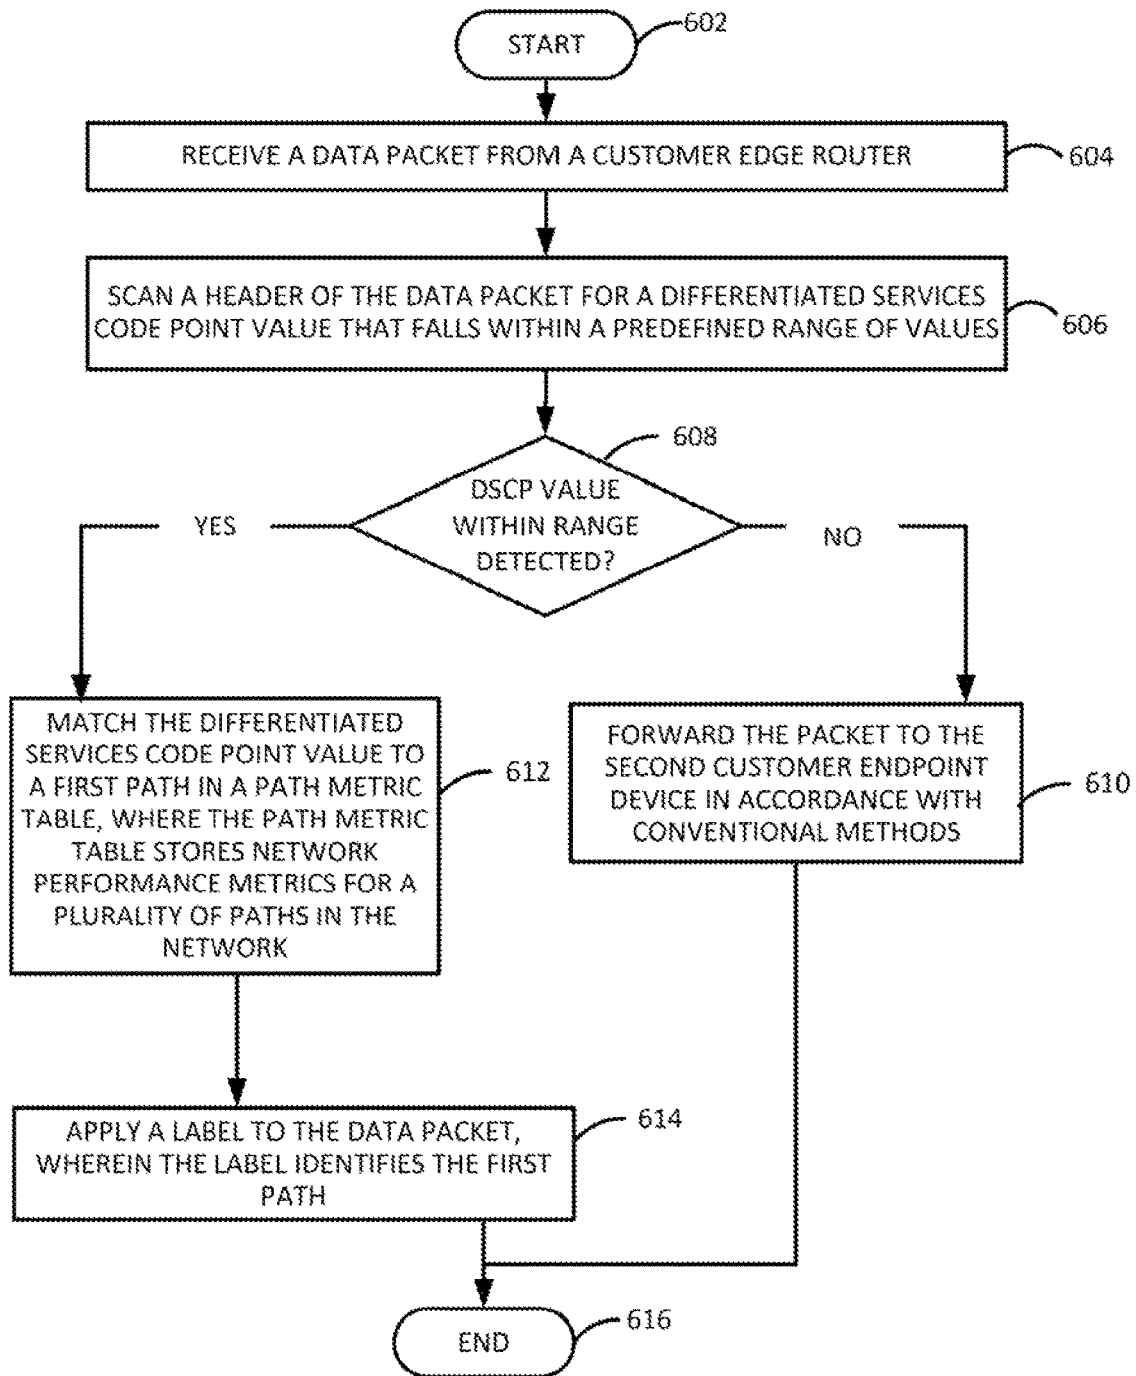 START
602
RECEIVE A DATA PACKET FROM A CUSTOMER EDGE ROUTER
604
SCAN A HEADER OF THE DATA PACKET FOR A DIFFERENTIATED SERVICES
CODE POINT VALUE THAT FALLS WITHIN A PREDEFINED RANGE OF VALUES
606
608
DSCP VALUE
WITHIN RANGE
DETECTED?
YES
NO
MATCH THE DIFFERENTIATED
SERVICES CODE POINT VALUE TO
A FIRST PATH IN A PATH METRIC
TABLE, WHERE THE PATH METRIC
TABLE STORES NETWORK
PERFORMANCE METRICS FOR A
PLURALITY OF PATHS IN THE
NETWORK
612
FORWARD THE PACKET TO THE
SECOND CUSTOMER ENDPOINT
DEVICE IN ACCORDANCE WITH
CONVENTIONAL METHODS
610
APPLY A LABEL TO THE DATA PACKET,
WHEREIN THE LABEL IDENTIFIES THE FIRST
PATH
614
END
616